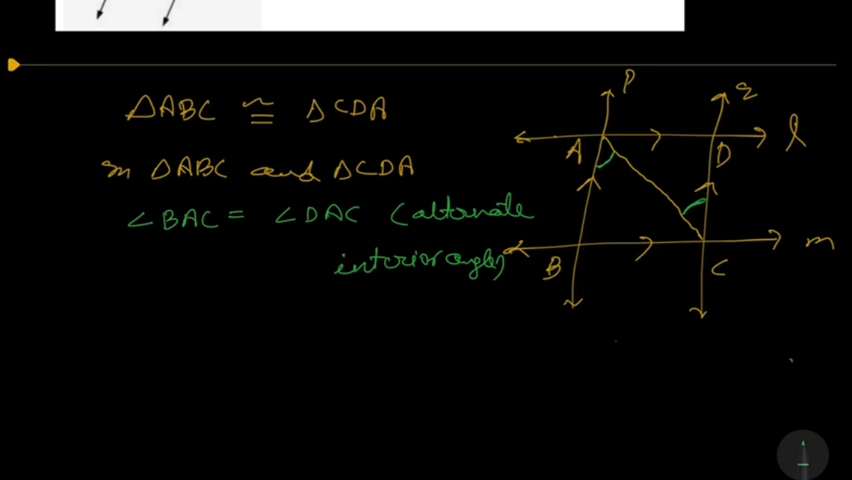 △ABC ≅ △CDA
In △ABC and △CDA
∠BAC = ∠DAC (alternate
interior angles)
P
q
A
D
l
B
C
m